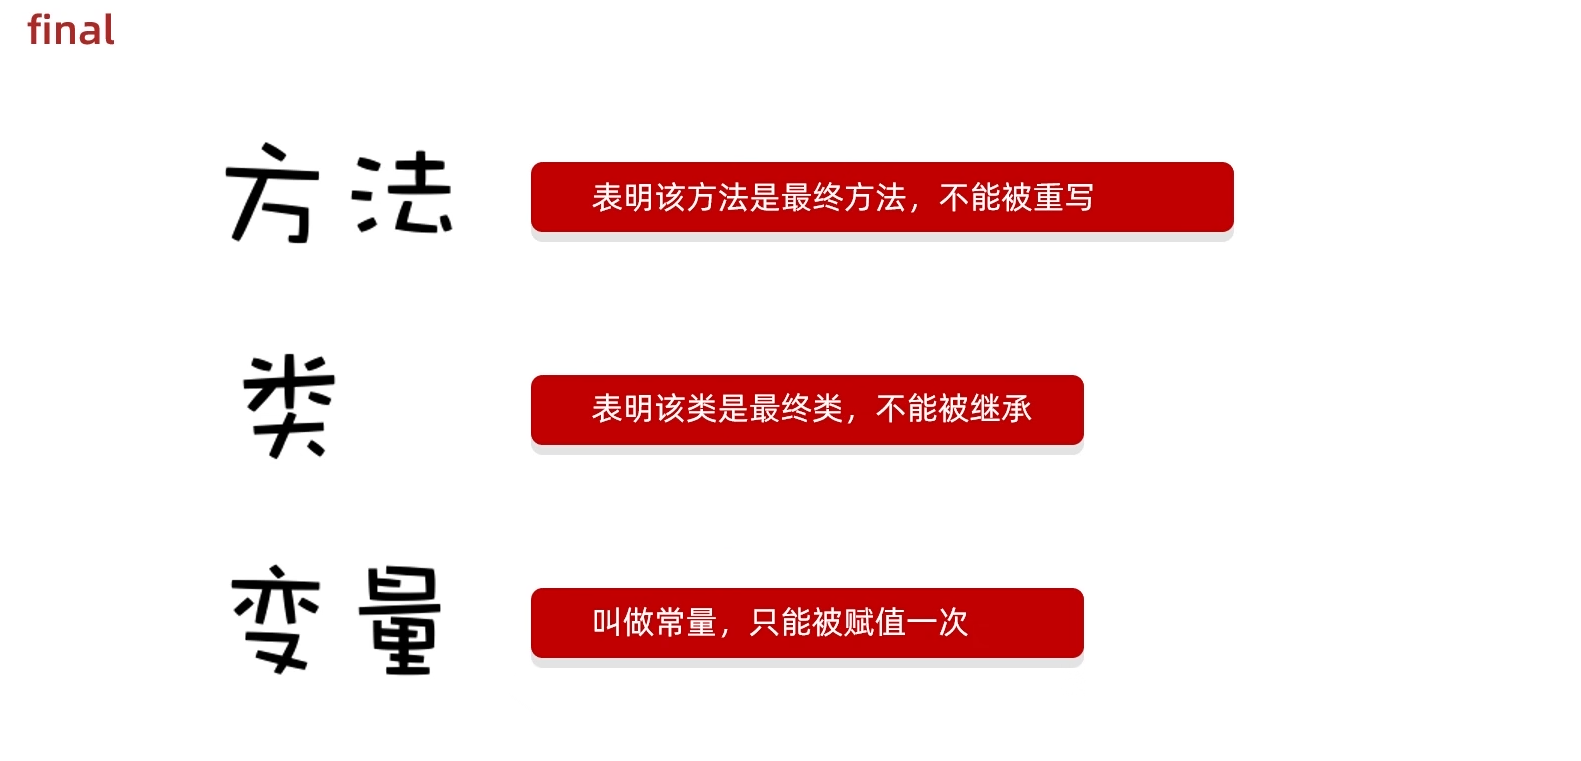 final
方法
表明该方法是最终方法，不能被重写
类
表明该类是最终类，不能被继承
变量
叫做常量，只能被赋值一次